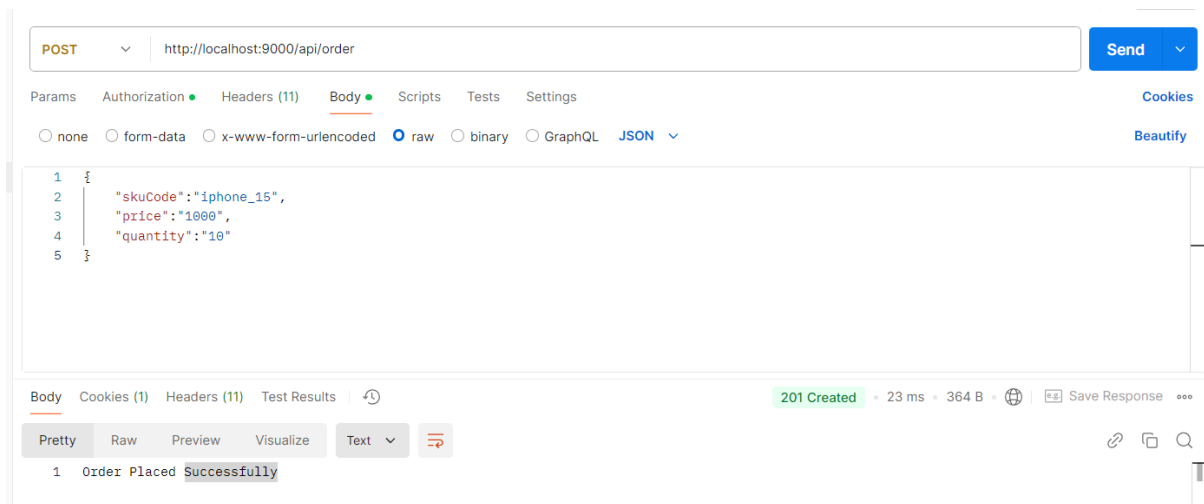 POST http://localhost:9000/api/order Send
Params Authorization Headers (11) Body Scripts Tests Settings Cookies
none form-data x-www-form-urlencoded raw binary GraphQL JSON Beautify
1 {
2 "skuCode":"iphone_15",
3 "price":"1000",
4 "quantity":"10"
5 }
Body Cookies (1) Headers (11) Test Results 201 Created 23 ms 364 B e.g. Save Response
Pretty Raw Preview Visualize Text
1 Order Placed Successfully